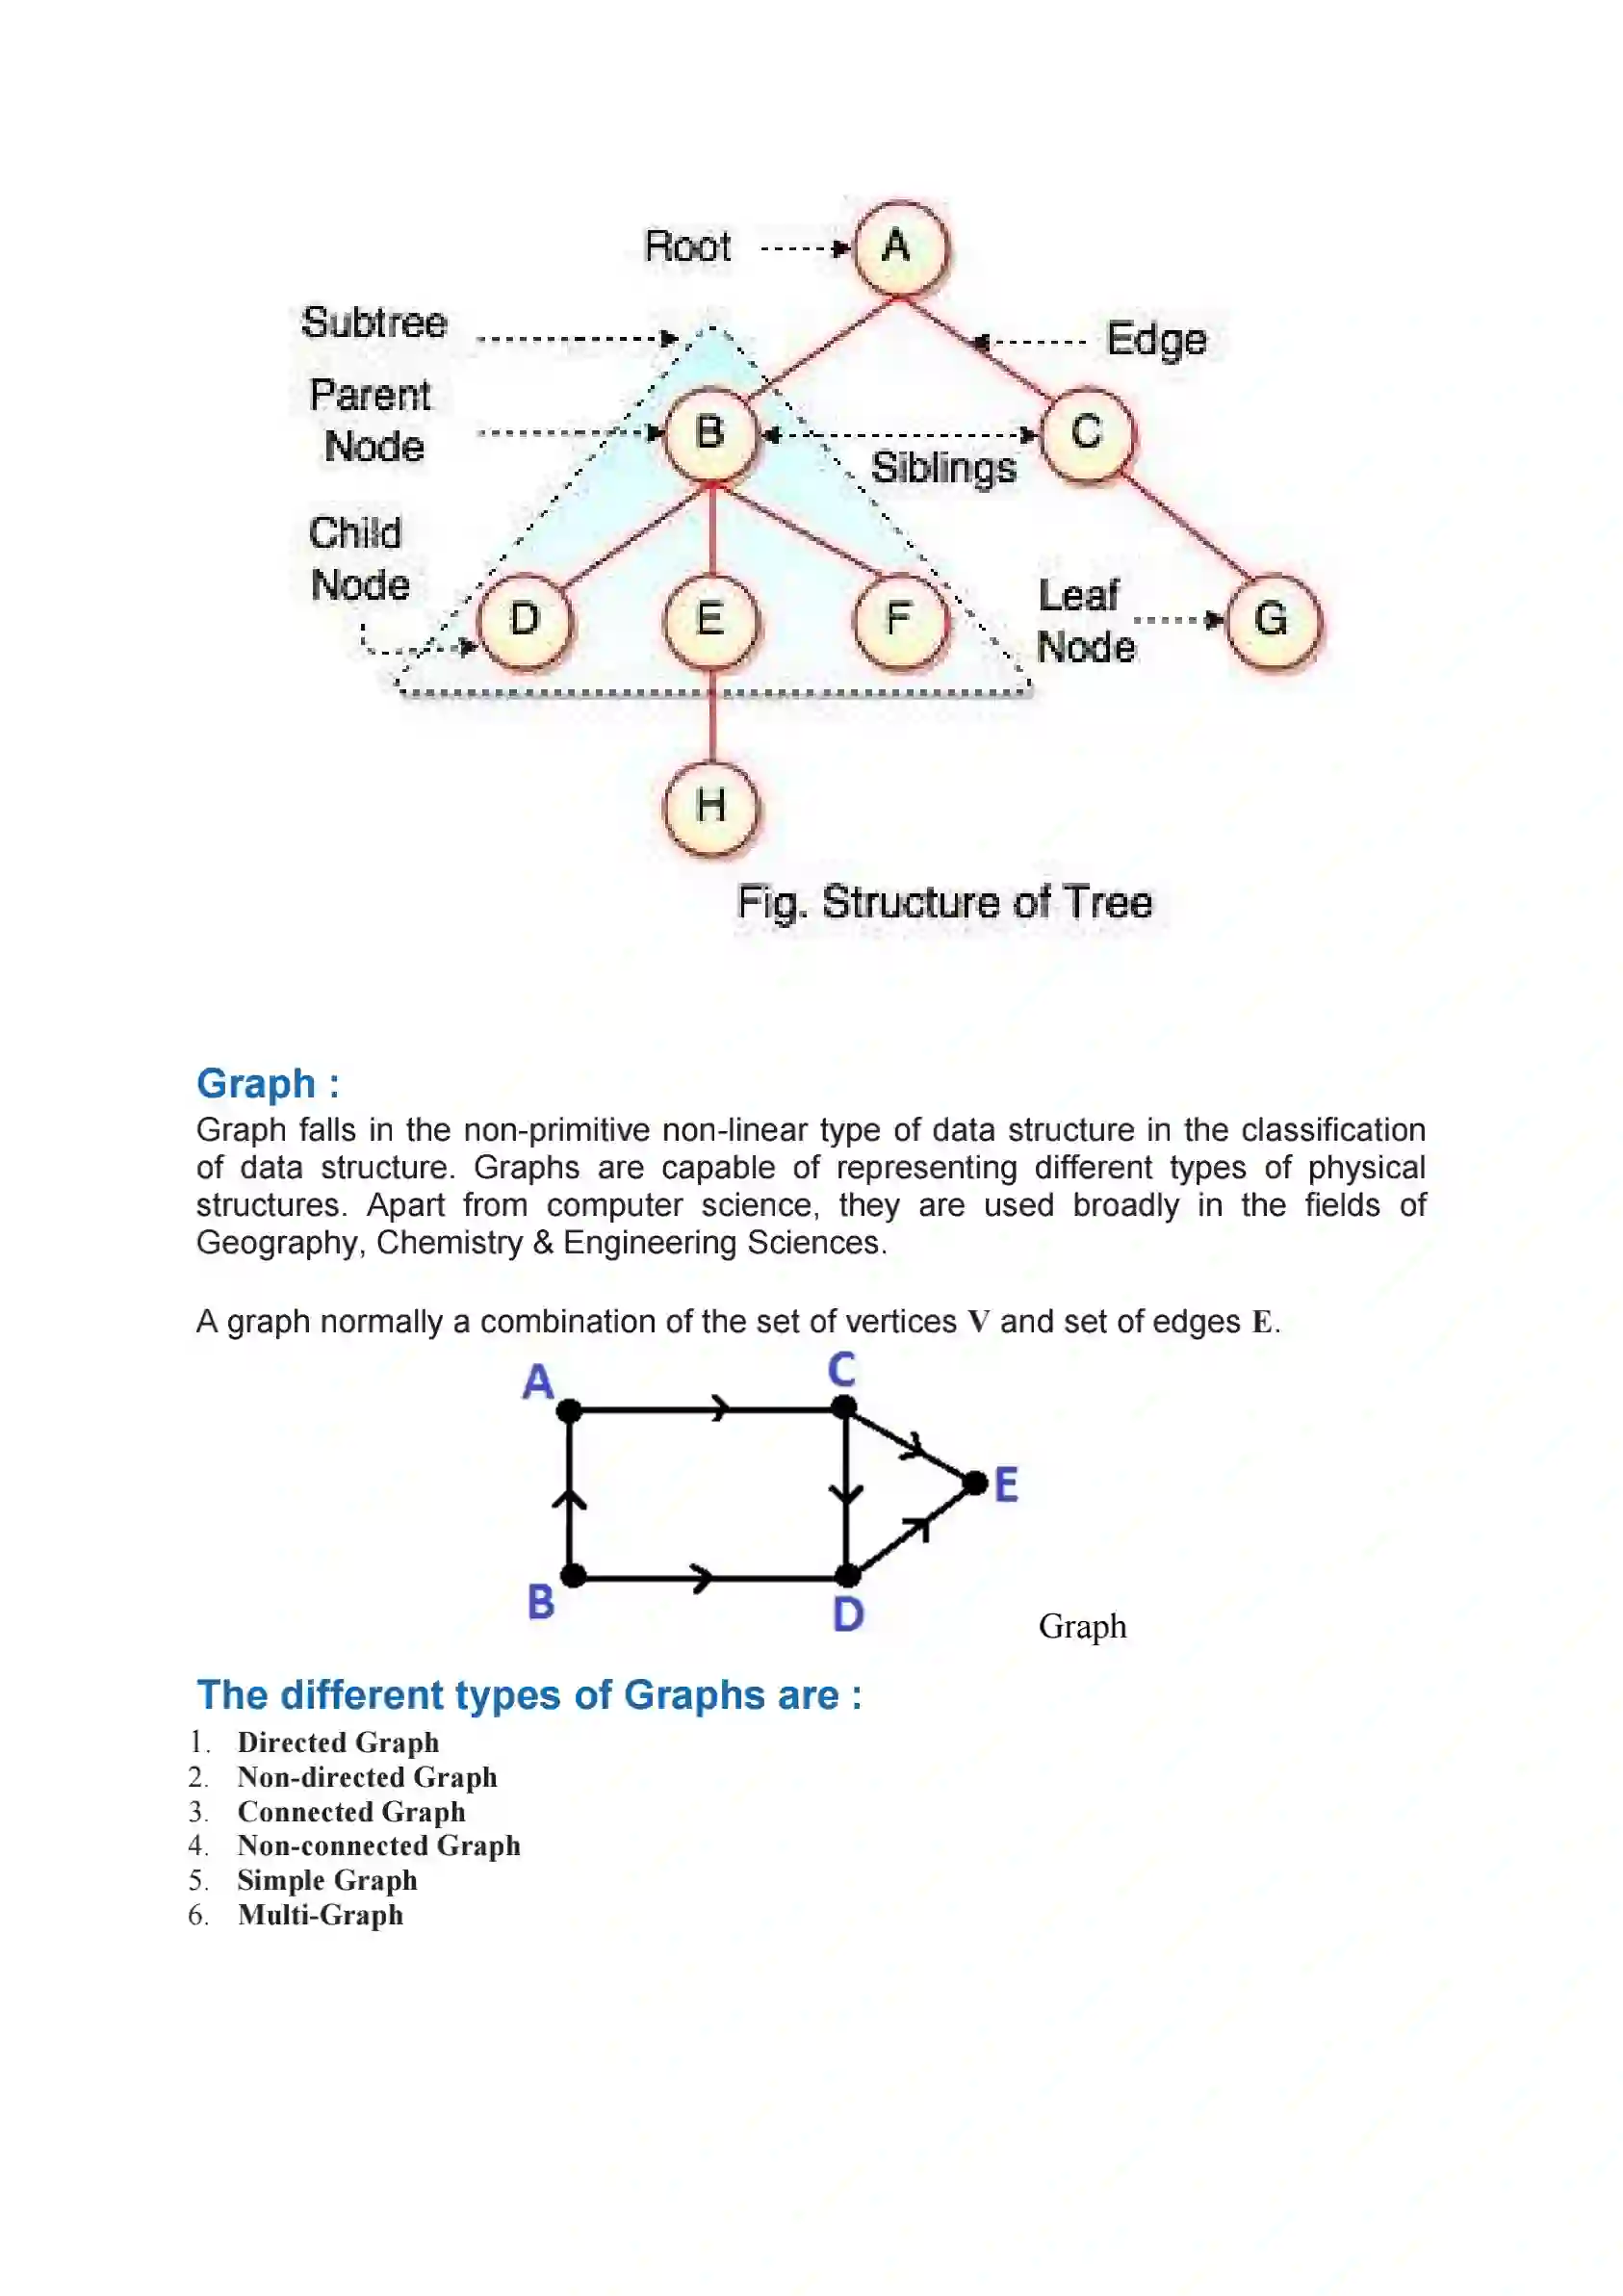 Root
A
Subtree
Edge
Parent
Node
B
C
Siblings
Child
Node
D
E
F
Leaf
Node
G
H
Fig. Structure of Tree
Graph :
Graph falls in the non-primitive non-linear type of data structure in the classification
of data structure. Graphs are capable of representing different types of physical
structures. Apart from computer science, they are used broadly in the fields of
Geography, Chemistry & Engineering Sciences.
A graph normally a combination of the set of vertices V and set of edges E.
A
C
E
B
D
Graph
The different types of Graphs are :
1. Directed Graph
2. Non-directed Graph
3. Connected Graph
4. Non-connected Graph
5. Simple Graph
6. Multi-Graph